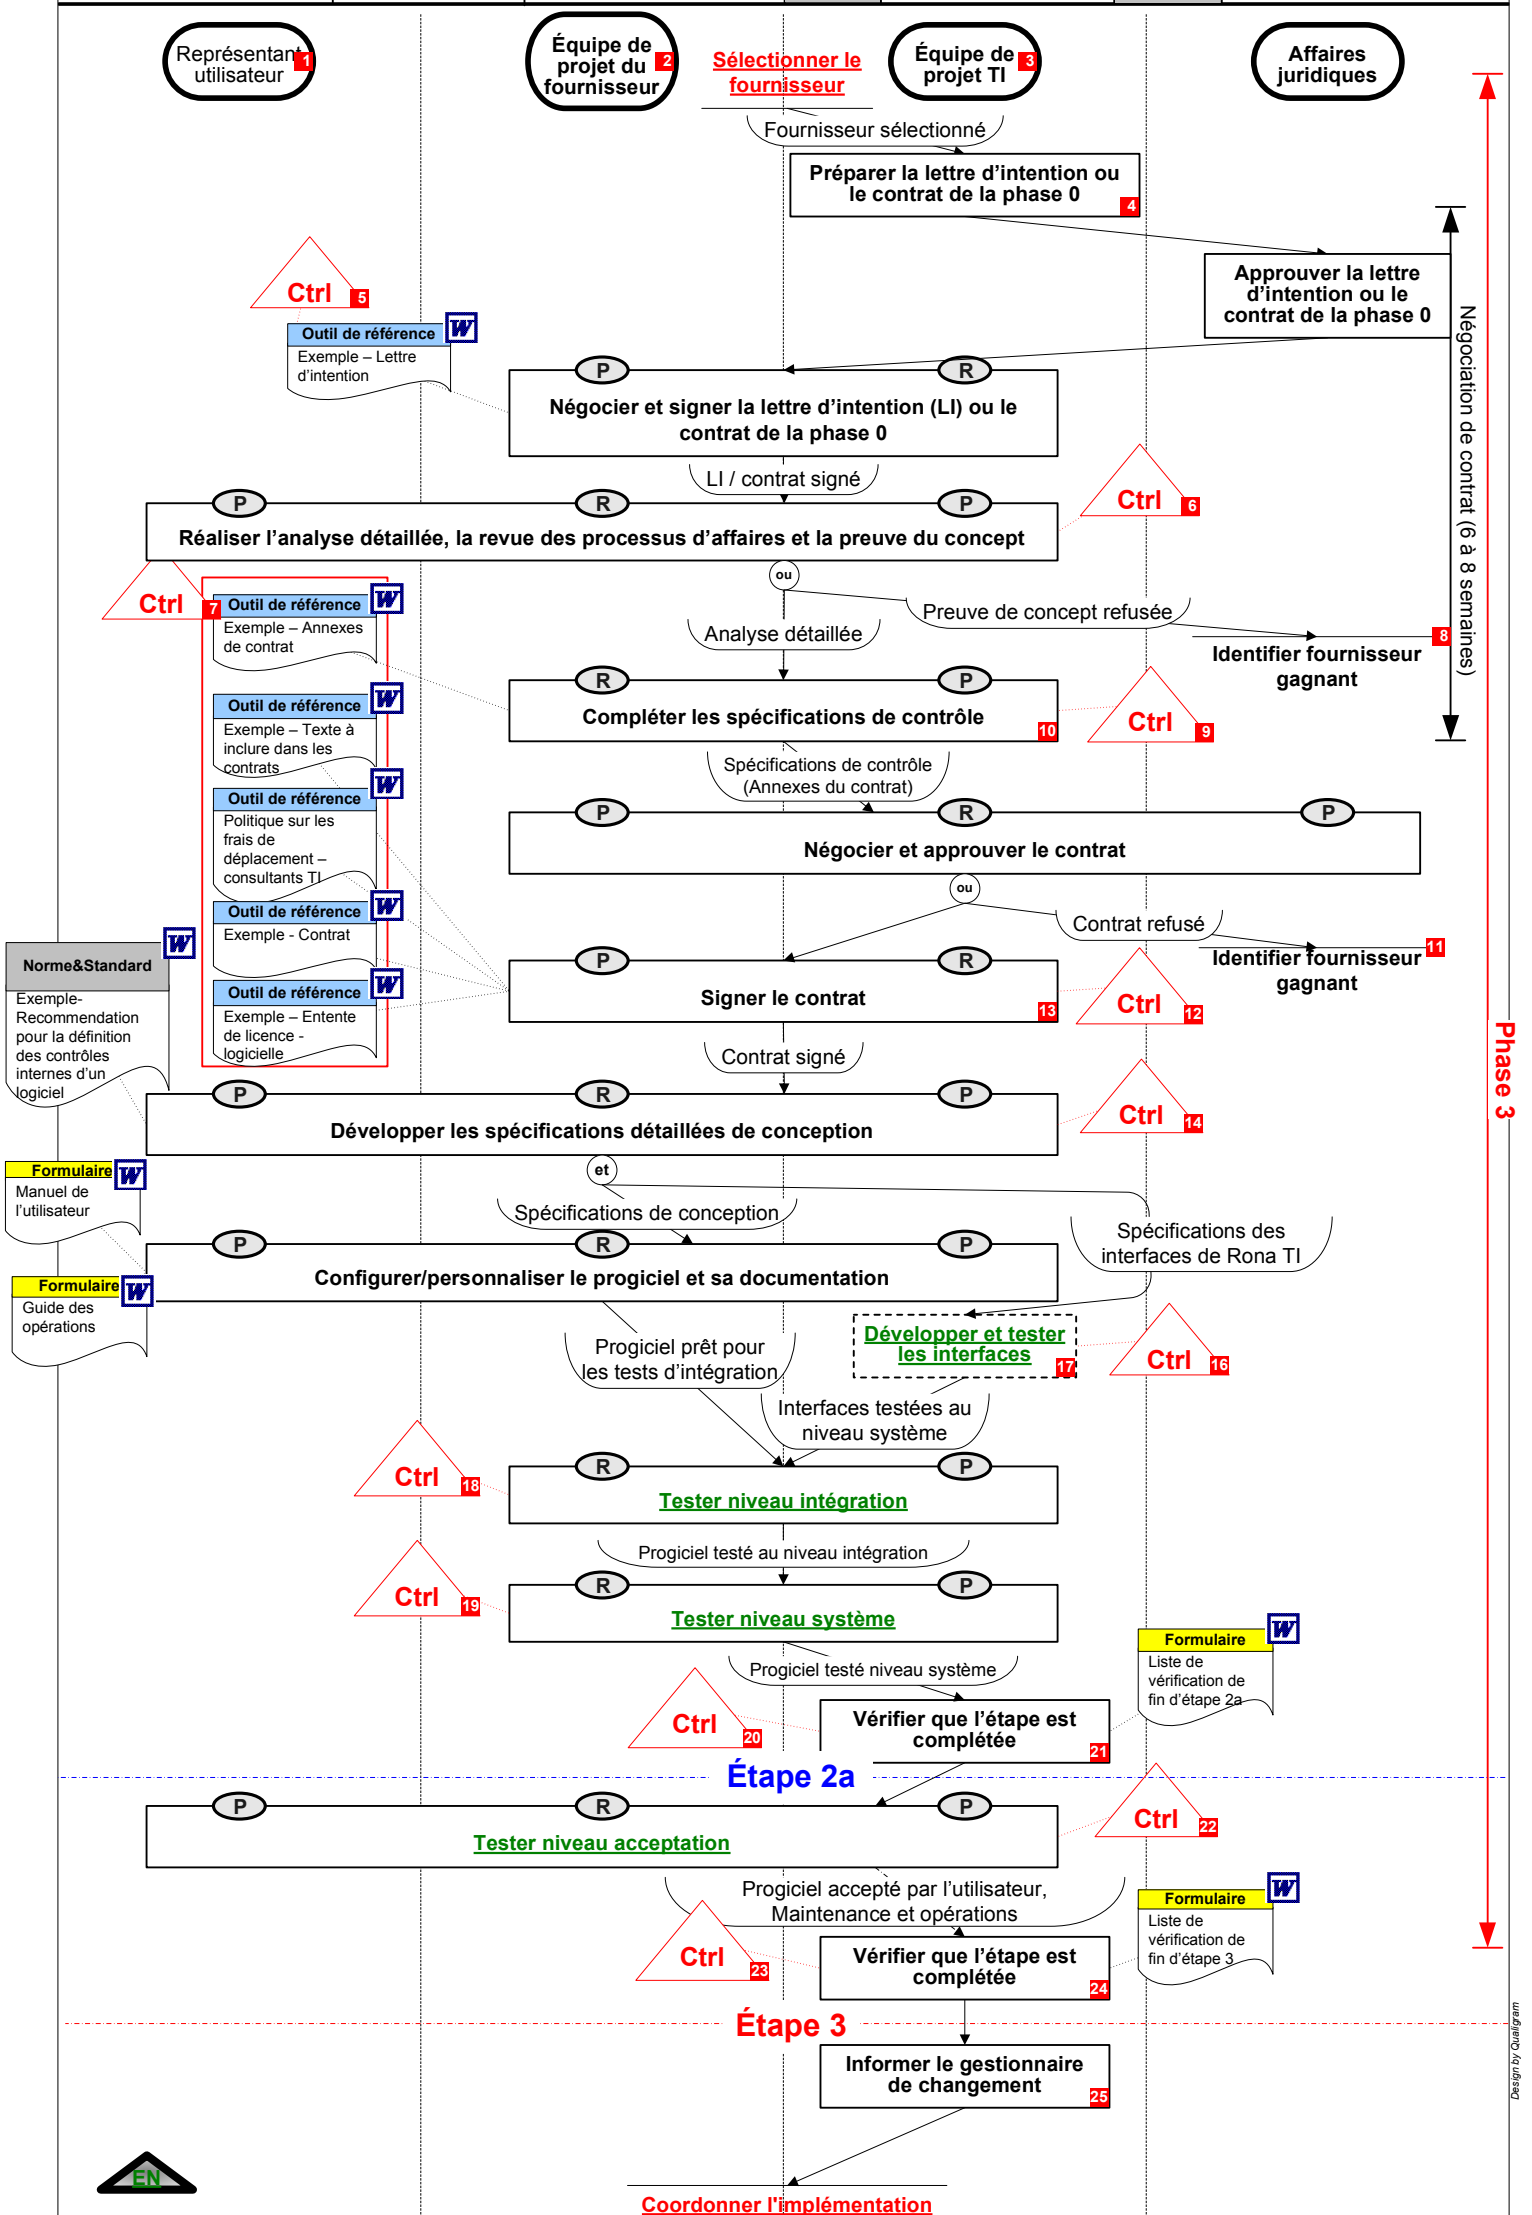 Représentant
utilisateur
1
Équipe de
projet du
fournisseur
2
Sélectionner le
fournisseur
Équipe de
projet TI
3
Affaires
juridiques
Fournisseur sélectionné
Préparer la lettre d'intention ou
le contrat de la phase 0
4
Approuver la lettre
d'intention ou le
contrat de la phase 0
Négociation de contrat (6 à 8 semaines)
Ctrl
5
Outil de référence
W
Exemple – Lettre
d'intention
P
R
Négocier et signer la lettre d'intention (LI) ou le
contrat de la phase 0
LI / contrat signé
Ctrl
6
P
R
P
Réaliser l'analyse détaillée, la revue des processus d'affaires et la preuve du concept
ou
Ctrl
7
Outil de référence
W
Exemple – Annexes
de contrat
Analyse détaillée
Preuve de concept refusée
8
Identifier fournisseur
gagnant
R
P
Compléter les spécifications de contrôle
10
Ctrl
9
Outil de référence
W
Exemple – Texte à
inclure dans les
contrats
Spécifications de contrôle
(Annexes du contrat)
Outil de référence
W
Politique sur les
frais de
déplacement –
consultants TI
P
R
P
Négocier et approuver le contrat
ou
Outil de référence
W
Exemple - Contrat
Contrat refusé
11
Identifier fournisseur
gagnant
Norme&Standard
W
Exemple-
Recommendation
pour la définition
des contrôles
internes d'un
logiciel
Outil de référence
W
Exemple – Entente
de licence -
logicielle
P
R
Signer le contrat
13
Ctrl
12
Contrat signé
Phase 3
P
R
P
Développer les spécifications détaillées de conception
Ctrl
14
et
Formulaire
W
Manuel de
l'utilisateur
Spécifications de conception
Spécifications des
interfaces de Rona TI
P
R
P
Configurer/personnaliser le progiciel et sa documentation
Formulaire
W
Guide des
opérations
Progiciel prêt pour
les tests d'intégration
Développer et tester
les interfaces
17
Ctrl
16
Interfaces testées au
niveau système
Ctrl
18
R
P
Tester niveau intégration
Progiciel testé au niveau intégration
Ctrl
19
R
P
Tester niveau système
Progiciel testé niveau système
Formulaire
W
Liste de
vérification de
fin d'étape 2a
Ctrl
20
Vérifier que l'étape est
complétée
21
Étape 2a
P
R
P
Tester niveau acceptation
Ctrl
22
Progiciel accepté par l'utilisateur,
Maintenance et opérations
Formulaire
W
Liste de
vérification de
fin d'étape 3
Ctrl
23
Vérifier que l'étape est
complétée
24
Étape 3
Informer le gestionnaire
de changement
25
Design by Qualigram
EN
Coordonner l'implémentation